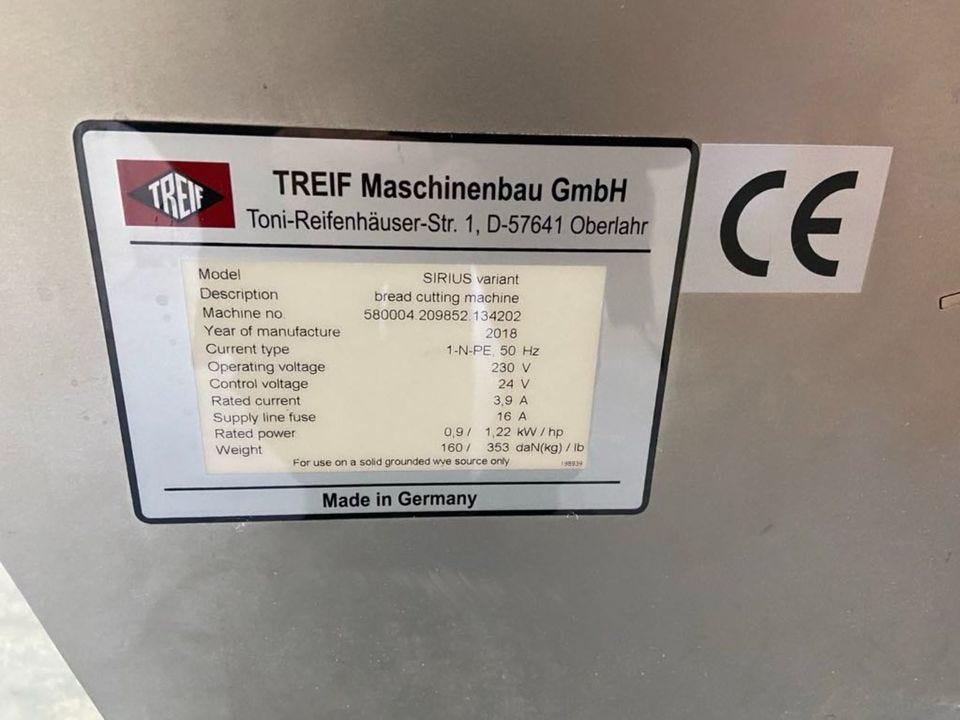 TREIF
TREIF Maschinenbau GmbH
Toni-Reifenhäuser-Str. 1, D-57641 Oberlahr
CE
Model SIRIUS variant
Description bread cutting machine
Machine no. 580004.209852.134202
Year of manufacture 2018
Current type 1-N-PE, 50 Hz
Operating voltage 230 V
Control voltage 24 V
Rated current 3,9 A
Supply line fuse 16 A
Rated power 0,9 / 1,22 kW / hp
Weight 160 / 353 daN(kg) / lb
For use on a solid grounded wye source only 198939
Made in Germany